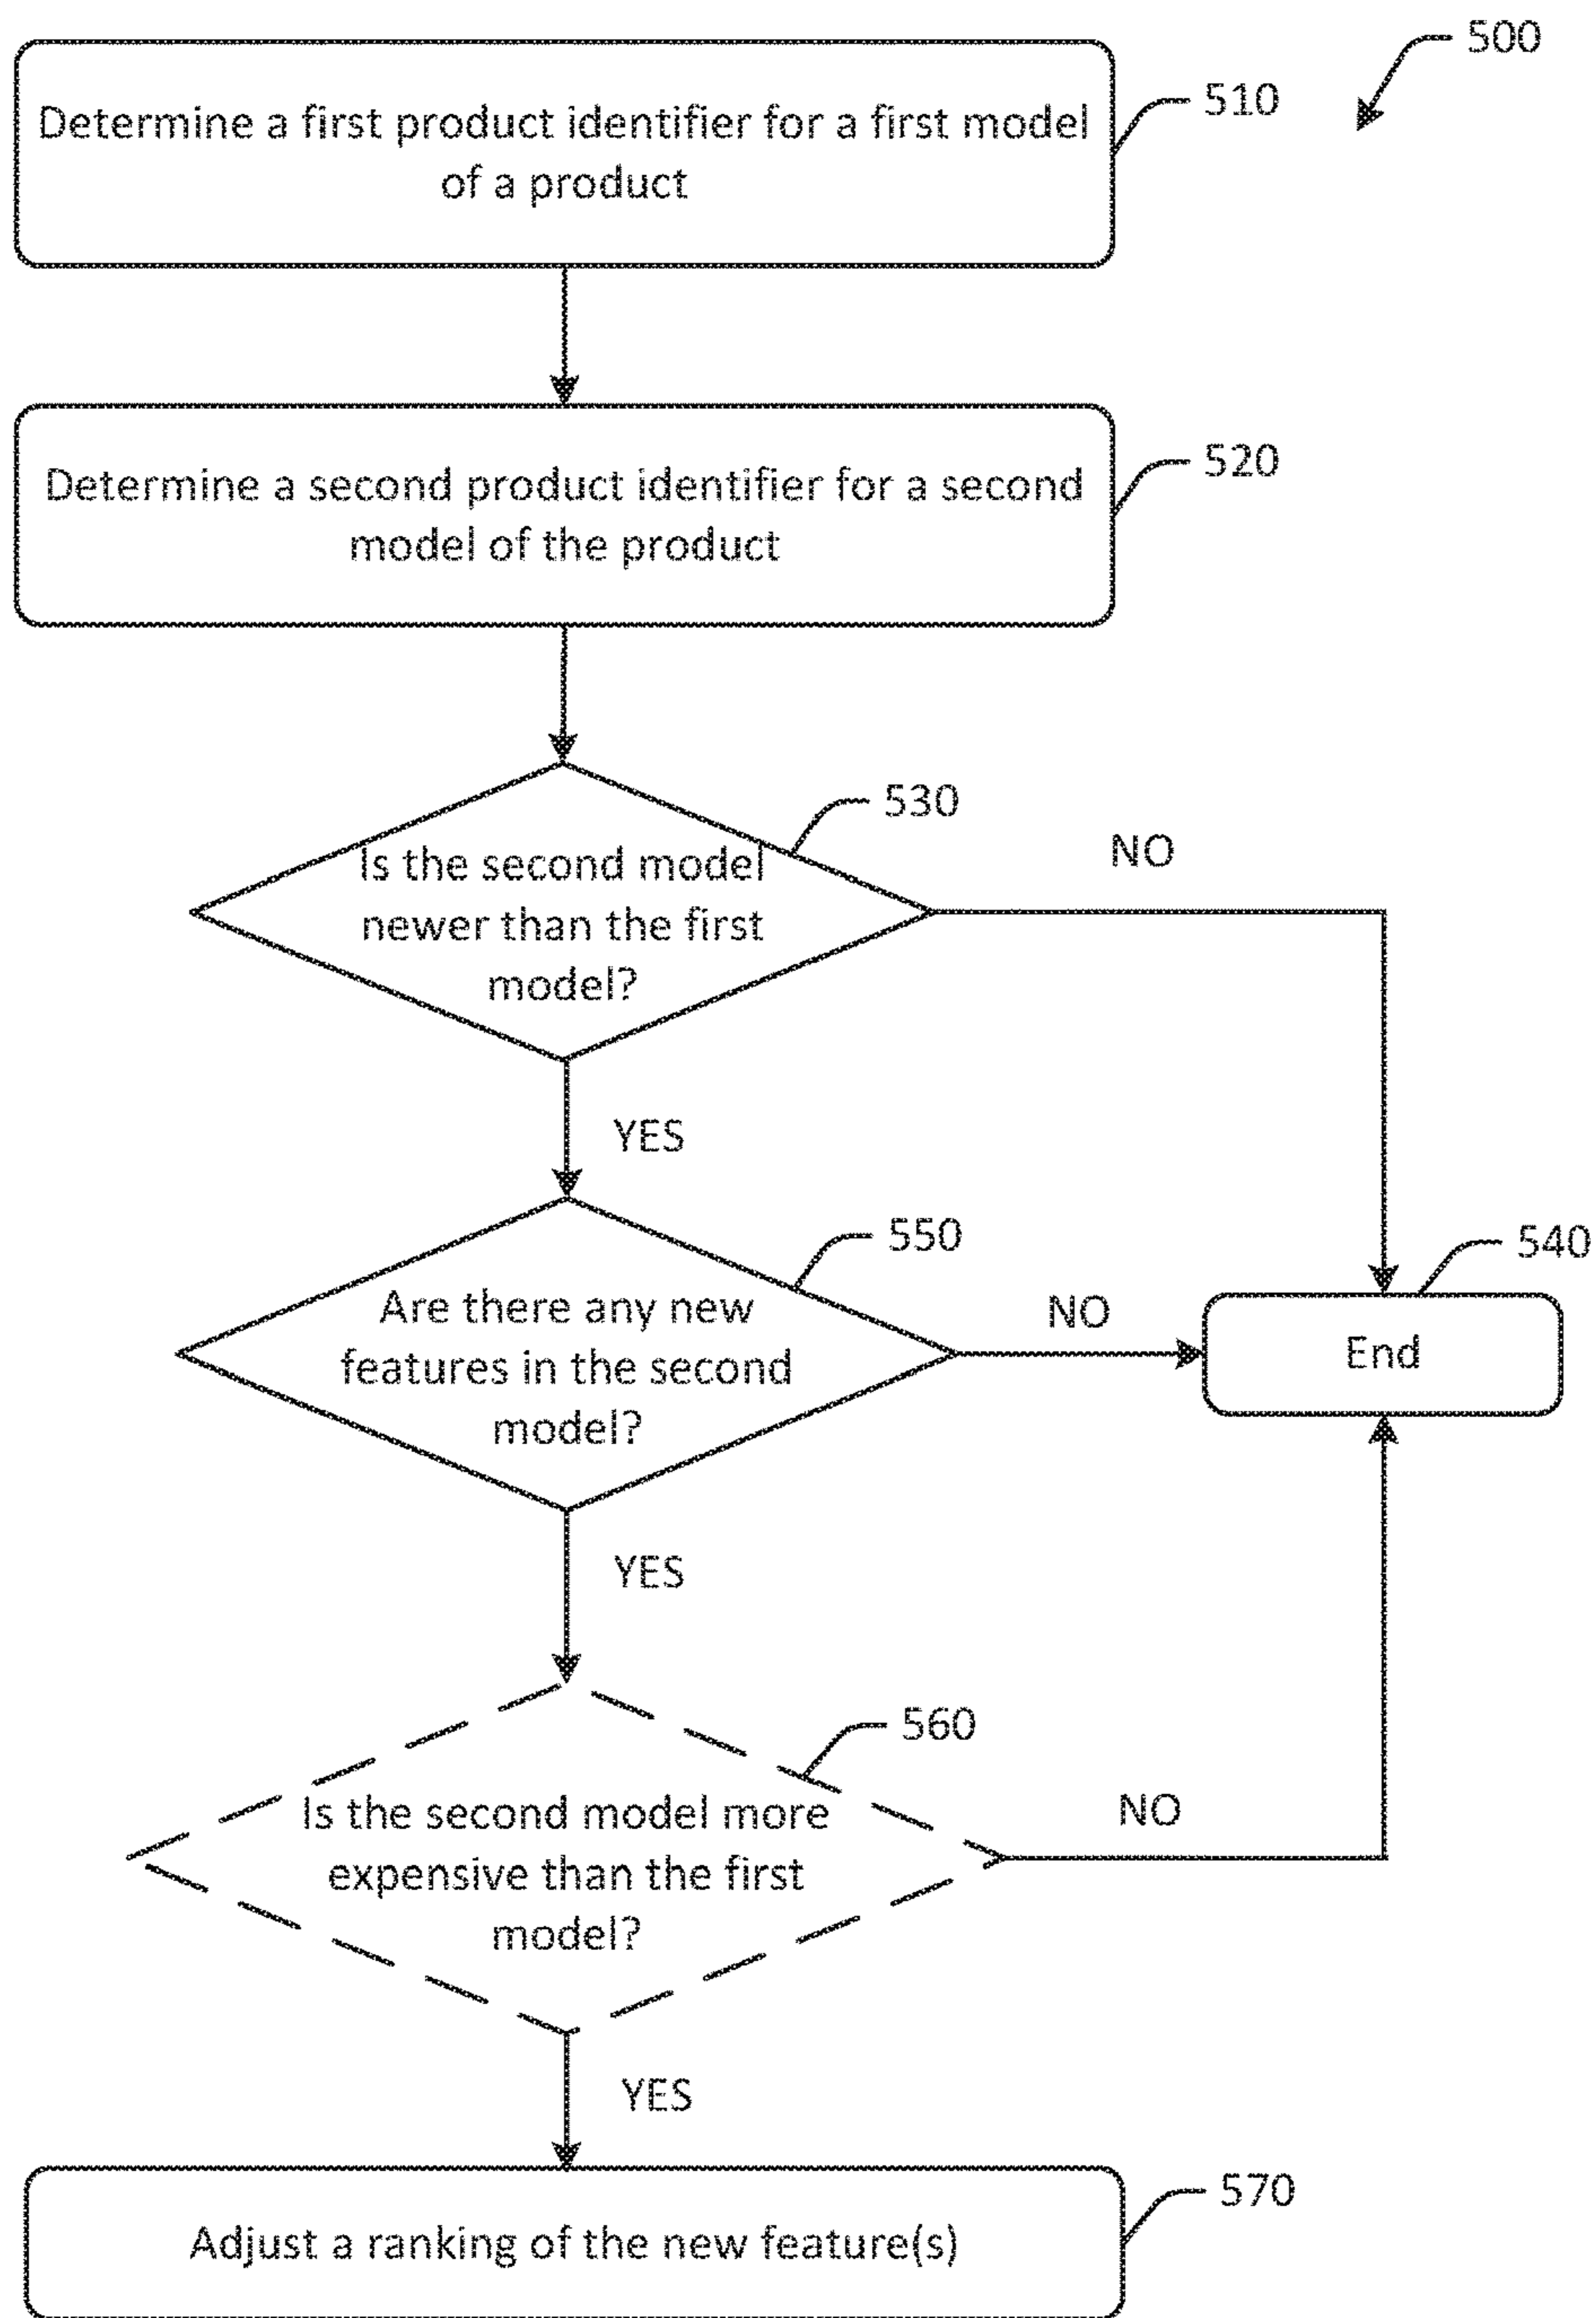 500
510
Determine a first product identifier for a first model
of a product
520
Determine a second product identifier for a second
model of the product
530
Is the second model
newer than the first
model?
NO
YES
550
Are there any new
features in the second
model?
NO
540
End
YES
560
Is the second model more
expensive than the first
model?
NO
YES
570
Adjust a ranking of the new feature(s)